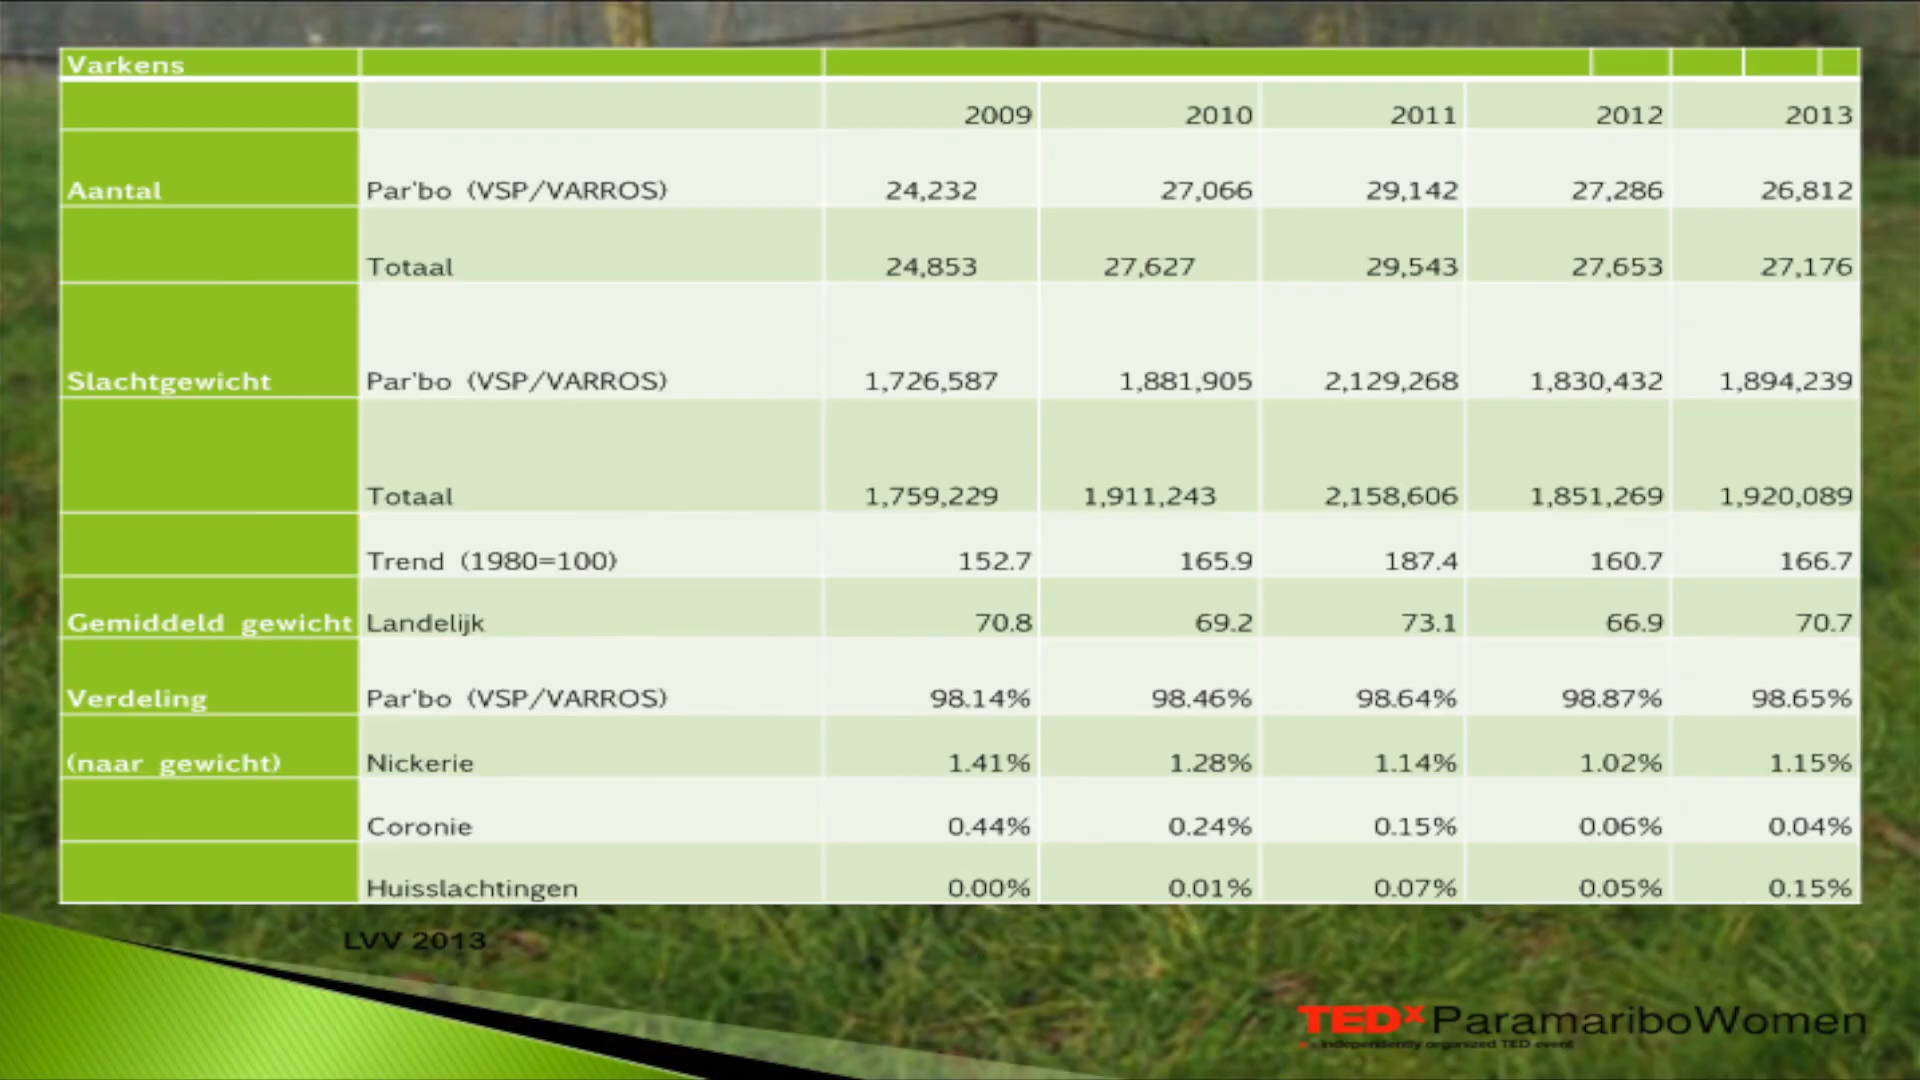 Varkens
2009 2010 2011 2012 2013
Aantal Par'bo (VSP/VARROS) 24,232 27,066 29,142 27,286 26,812
Totaal 24,853 27,627 29,543 27,653 27,176
Slachtgewicht Par'bo (VSP/VARROS) 1,726,587 1,881,905 2,129,268 1,830,432 1,894,239
Totaal 1,759,229 1,911,243 2,158,606 1,851,269 1,920,089
Trend (1980=100) 152.7 165.9 187.4 160.7 166.7
Gemiddeld gewicht Landelijk 70.8 69.2 73.1 66.9 70.7
Verdeling Par'bo (VSP/VARROS) 98.14% 98.46% 98.64% 98.87% 98.65%
(naar gewicht) Nickerie 1.41% 1.28% 1.14% 1.02% 1.15%
Coronie 0.44% 0.24% 0.15% 0.06% 0.04%
Huisslachtingen 0.00% 0.01% 0.07% 0.05% 0.15%
LVV 2013
TEDxParamariboWomen
independently organized TED event